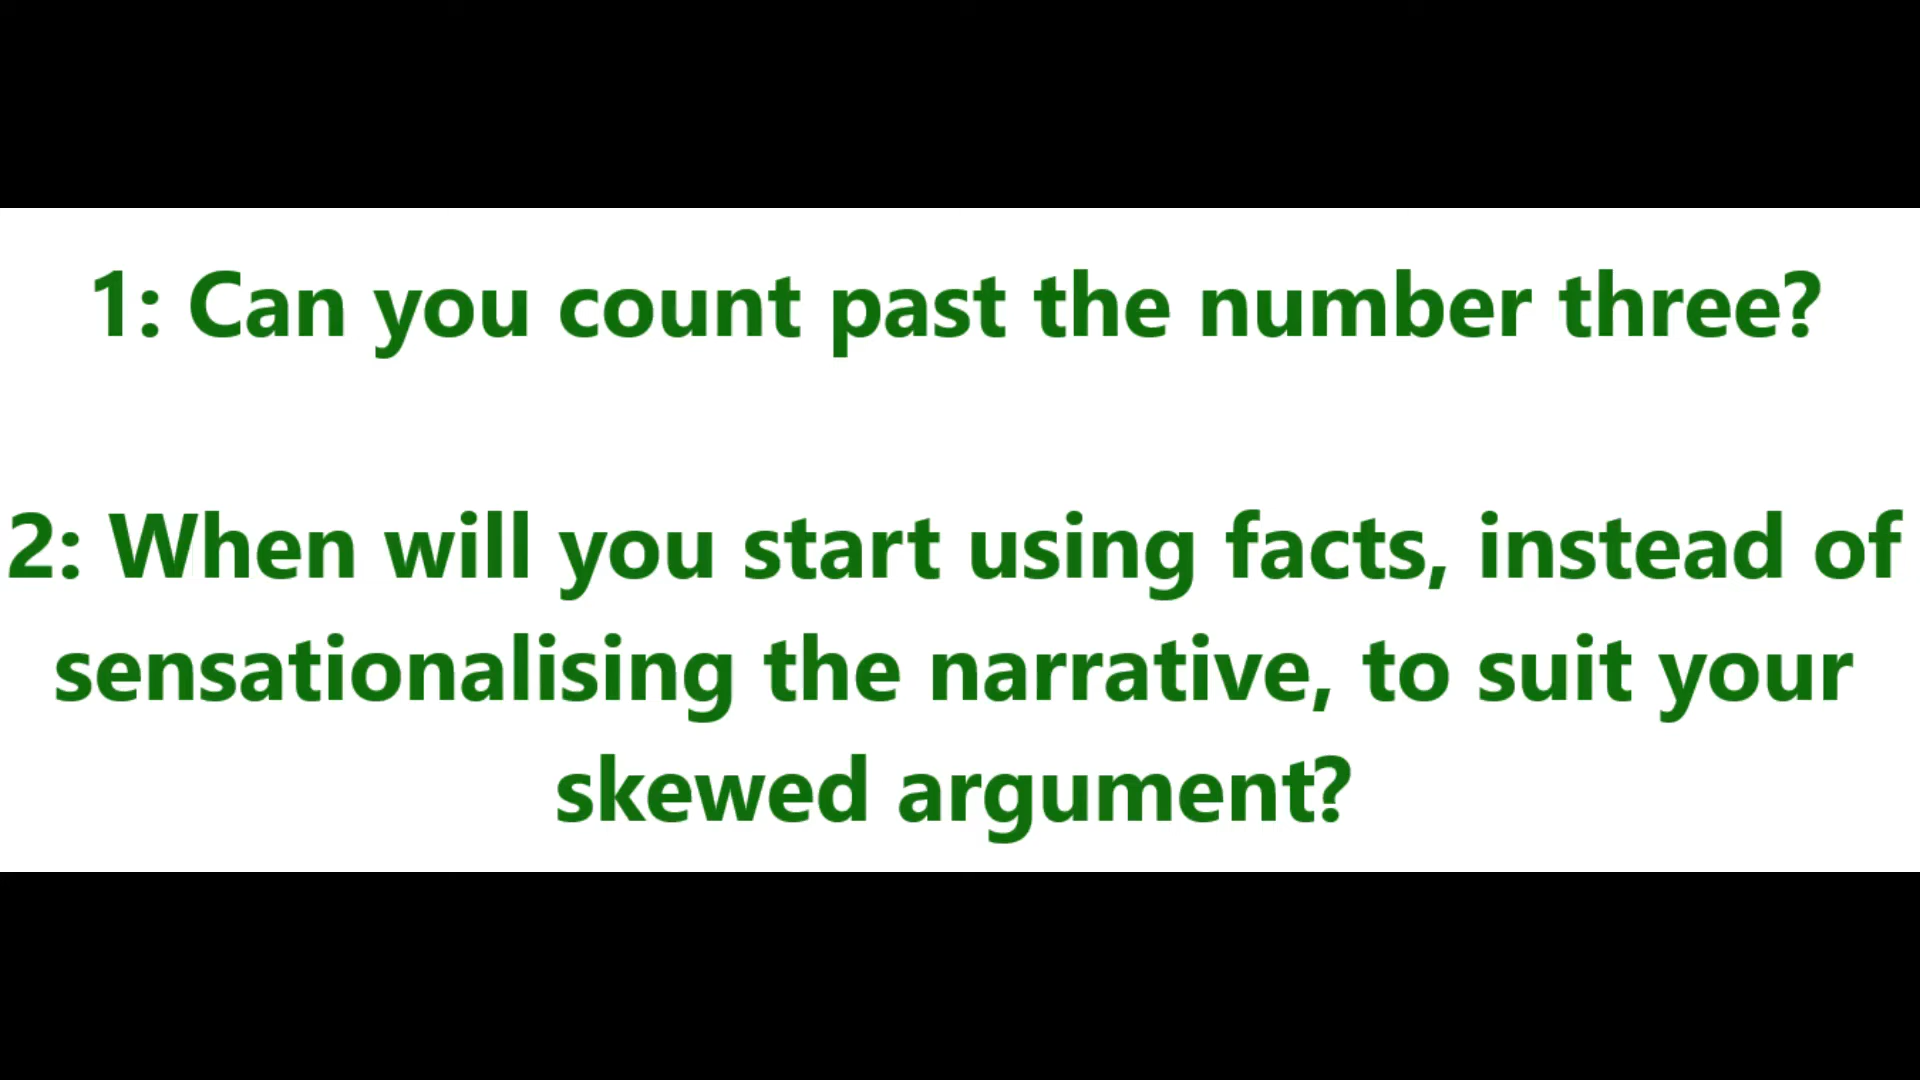 1: Can you count past the number three?
2: When will you start using facts, instead of
sensationalising the narrative, to suit your
skewed argument?